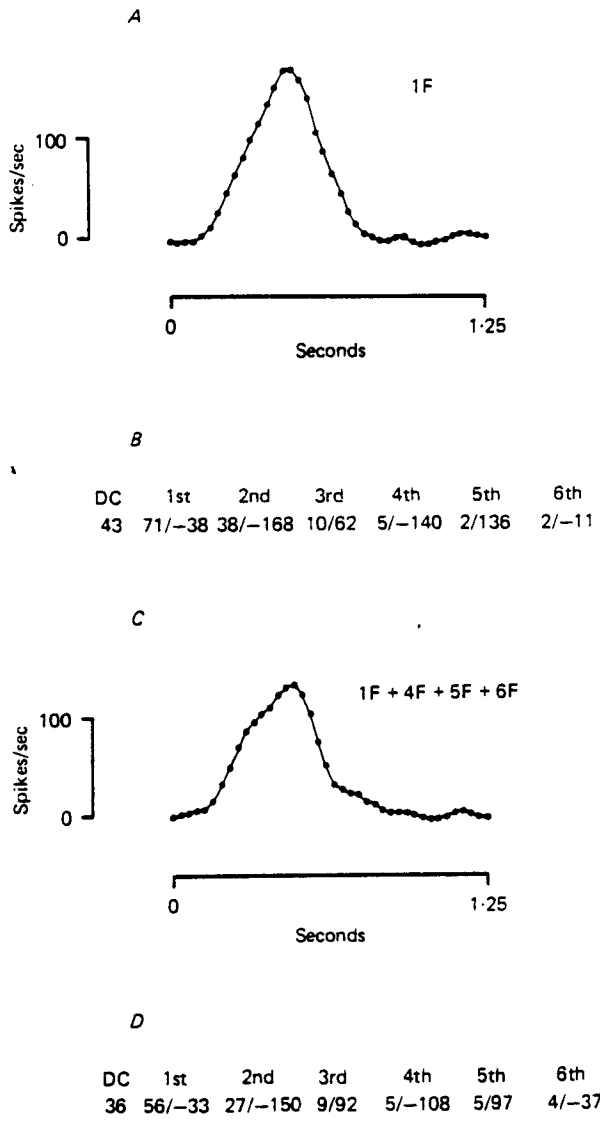 A
1F
100
Spikes/sec
0
0 1·25
Seconds
B
DC 1st 2nd 3rd 4th 5th 6th
43 71/−38 38/−168 10/62 5/−140 2/136 2/−11
C
1F + 4F + 5F + 6F
100
Spikes/sec
0
0 1·25
Seconds
D
DC 1st 2nd 3rd 4th 5th 6th
36 56/−33 27/−150 9/92 5/−108 5/97 4/−37